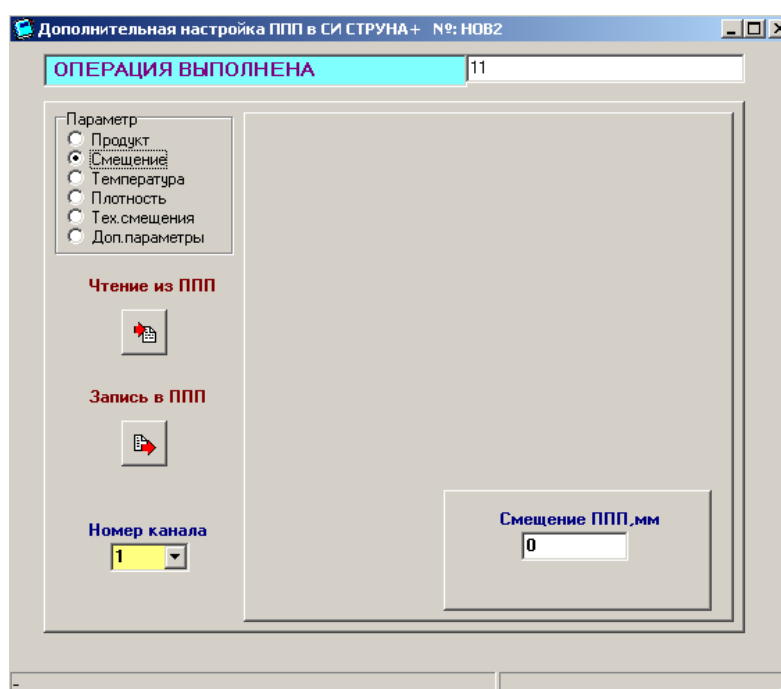 Дополнительная настройка ППП в СИ СТРУНА+ №: НОВ2
ОПЕРАЦИЯ ВЫПОЛНЕНА
11
Параметр
Продукт
Смещение
Температура
Плотность
Тех.смещения
Доп.параметры
Чтение из ППП
Запись в ППП
Номер канала
1
Смещение ППП,мм
0
-